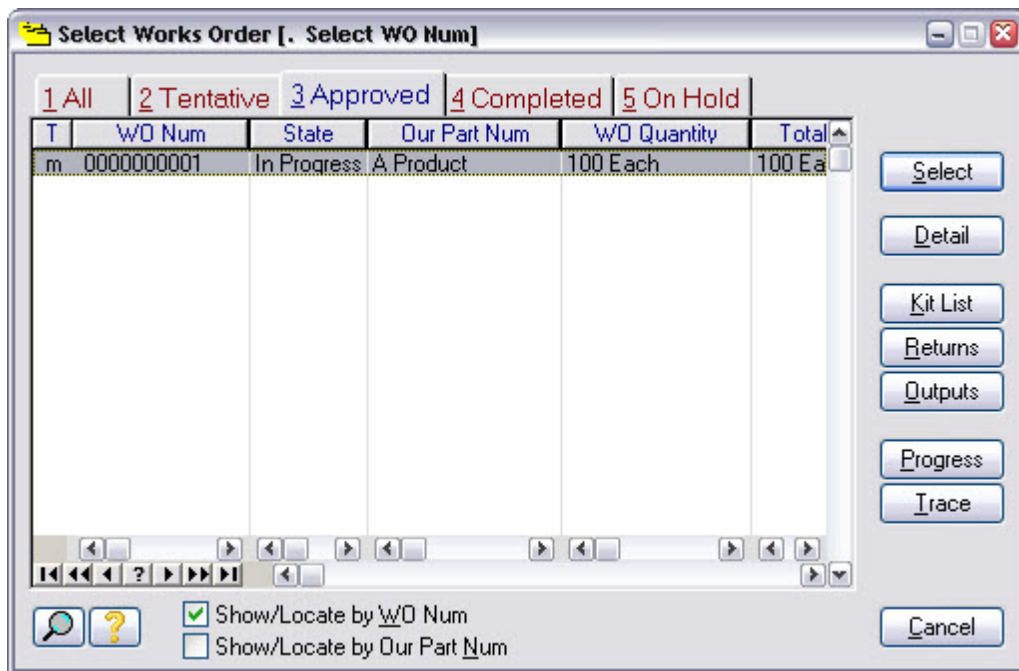 Select Works Order [. Select WO Num]
1 All 2 Tentative 3 Approved 4 Completed 5 On Hold
T WO Num State Our Part Num WO Quantity Total
m 0000000001 In Progress A Product 100 Each 100 Ea
Select
Detail
Kit List
Returns
Outputs
Progress
Trace
?
? Show/Locate by WO Num
Show/Locate by Our Part Num
Cancel